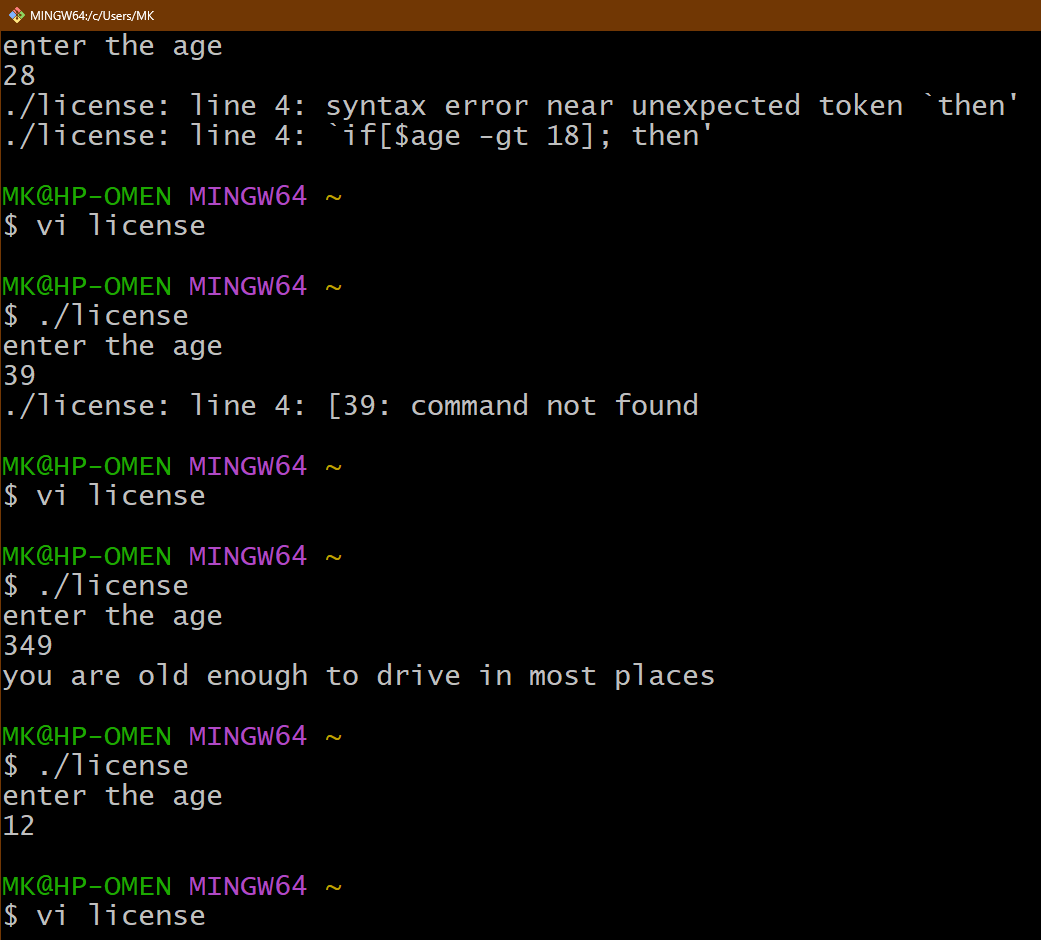 MINGW64:/c/Users/MK
enter the age
28
./license: line 4: syntax error near unexpected token `then'
./license: line 4: `if[$age -gt 18]; then'
MK@HP-OMEN MINGW64 ~
$ vi license
MK@HP-OMEN MINGW64 ~
$ ./license
enter the age
39
./license: line 4: [39: command not found
MK@HP-OMEN MINGW64 ~
$ vi license
MK@HP-OMEN MINGW64 ~
$ ./license
enter the age
349
you are old enough to drive in most places
MK@HP-OMEN MINGW64 ~
$ ./license
enter the age
12
MK@HP-OMEN MINGW64 ~
$ vi license